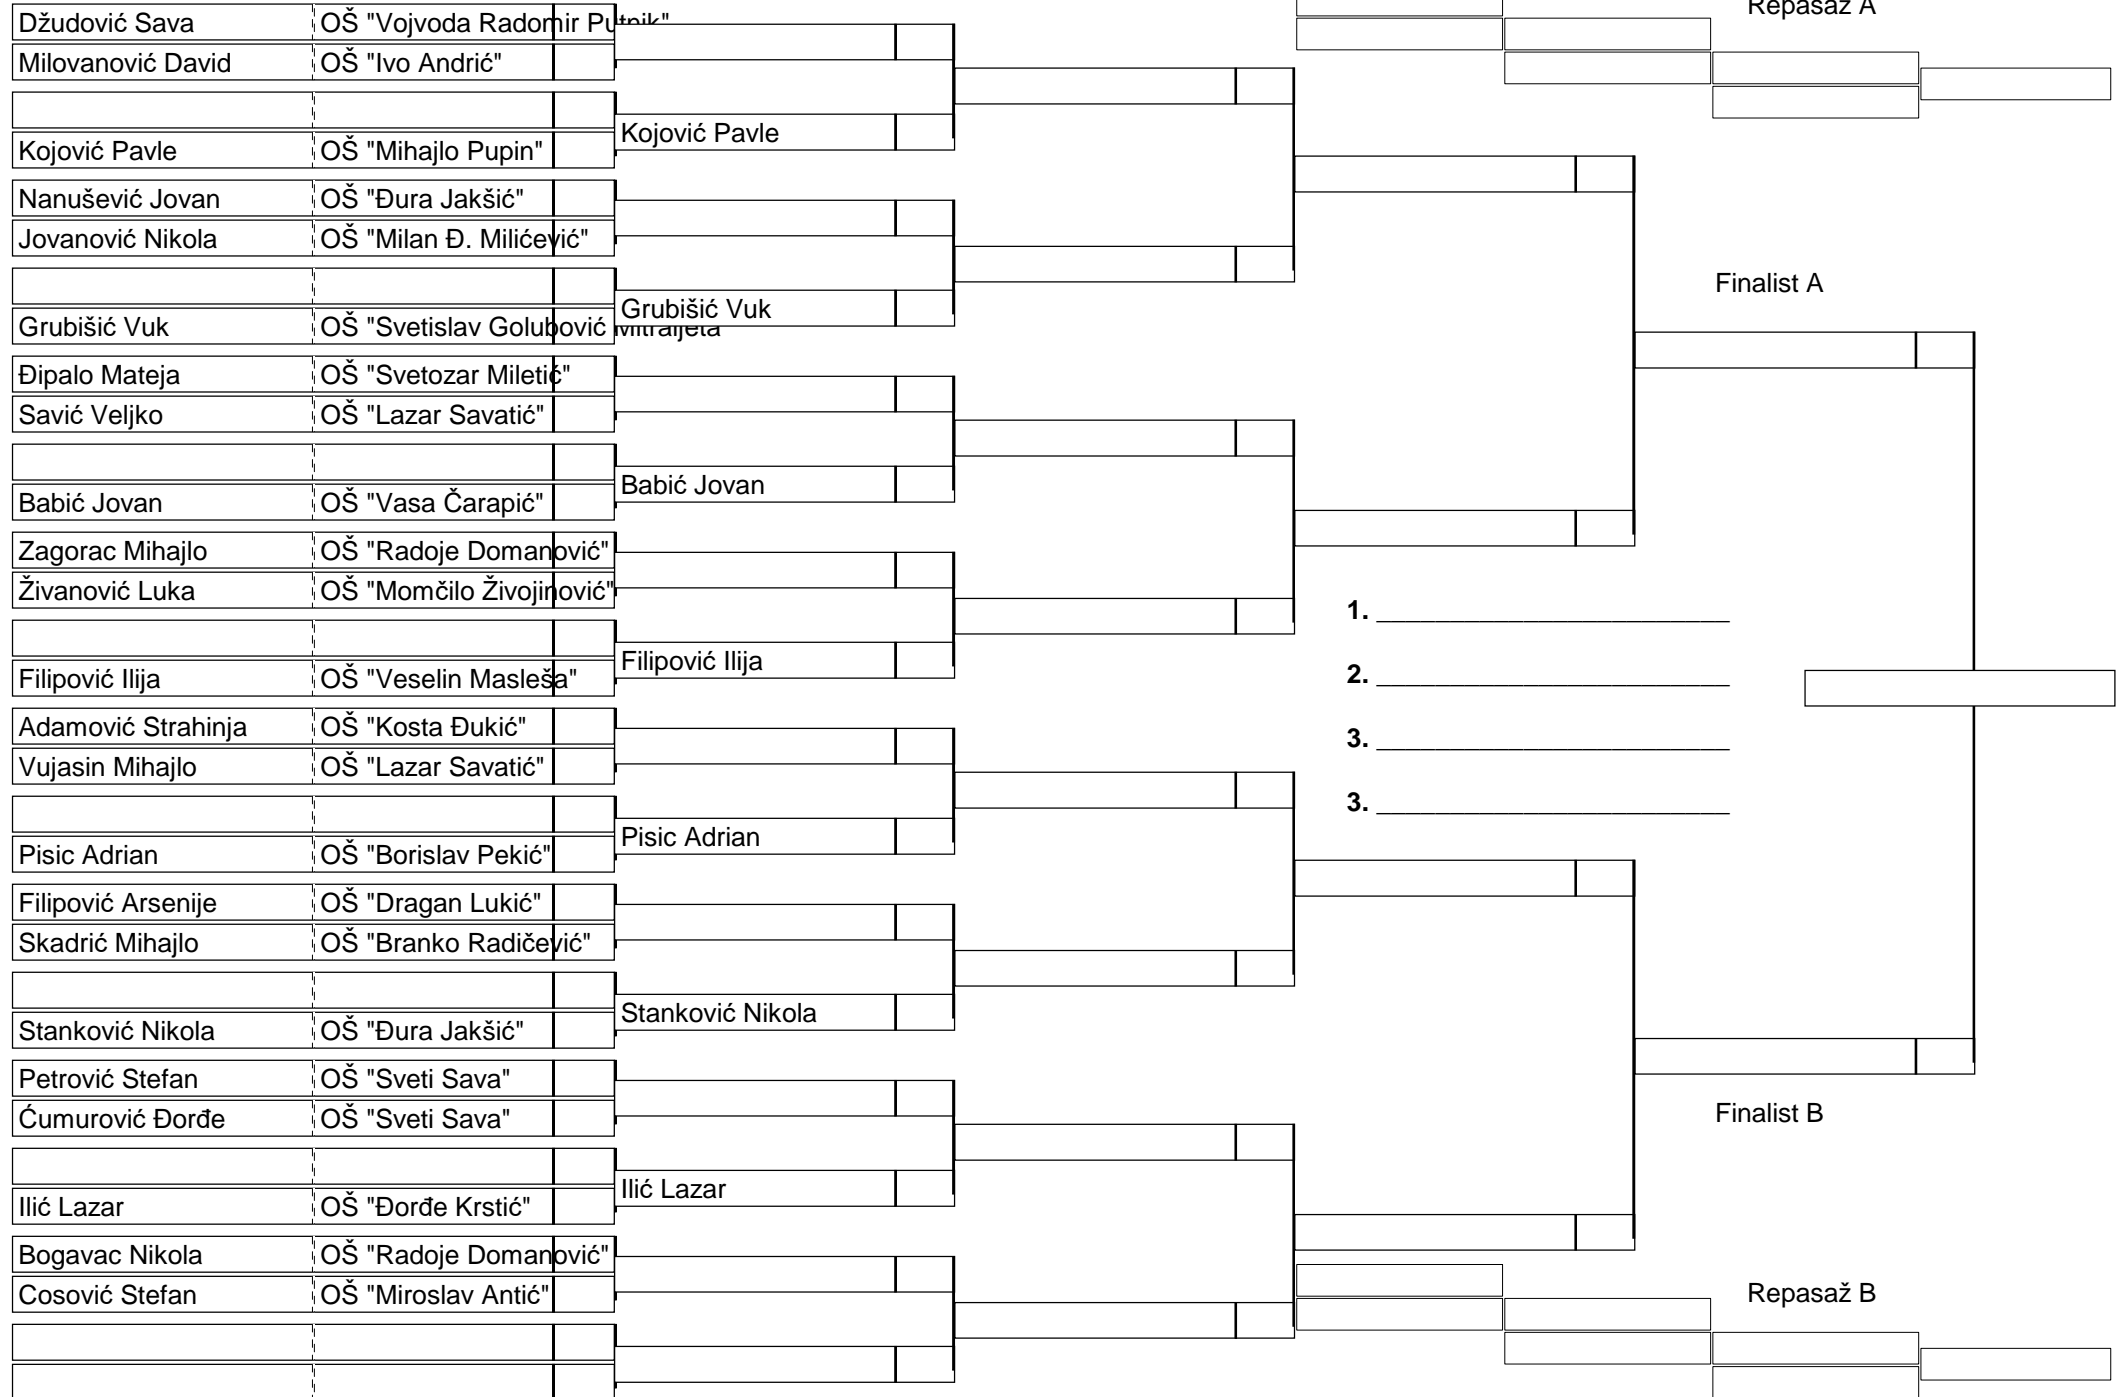 Džudović Sava OŠ "Vojvoda Radomir Putnik"
Repasaž A
Milovanović David OŠ "Ivo Andrić"
Kojović Pavle
Kojović Pavle OŠ "Mihajlo Pupin"
Nanušević Jovan OŠ "Đura Jakšić"
Jovanović Nikola OŠ "Milan Đ. Milićević"
Finalist A
Grubišić Vuk
Grubišić Vuk OŠ "Svetislav Golubović Mitraljeta
Đipalo Mateja OŠ "Svetozar Miletić"
Savić Veljko OŠ "Lazar Savatić"
Babić Jovan
Babić Jovan OŠ "Vasa Čarapić"
Zagorac Mihajlo OŠ "Radoje Domanović"
Živanović Luka OŠ "Momčilo Živojinović"
1. ________________________
Filipović Ilija
Filipović Ilija OŠ "Veselin Masleša"
2. ________________________
Adamović Strahinja OŠ "Kosta Đukić"
3. ________________________
Vujasin Mihajlo OŠ "Lazar Savatić"
3. ________________________
Pisic Adrian
Pisic Adrian OŠ "Borislav Pekić"
Filipović Arsenije OŠ "Dragan Lukić"
Skadrić Mihajlo OŠ "Branko Radičević"
Stanković Nikola
Stanković Nikola OŠ "Đura Jakšić"
Petrović Stefan OŠ "Sveti Sava"
Ćumurović Đorđe OŠ "Sveti Sava"
Finalist B
Ilić Lazar
Ilić Lazar OŠ "Đorđe Krstić"
Bogavac Nikola OŠ "Radoje Domanović"
Cosović Stefan OŠ "Miroslav Antić"
Repasaž B